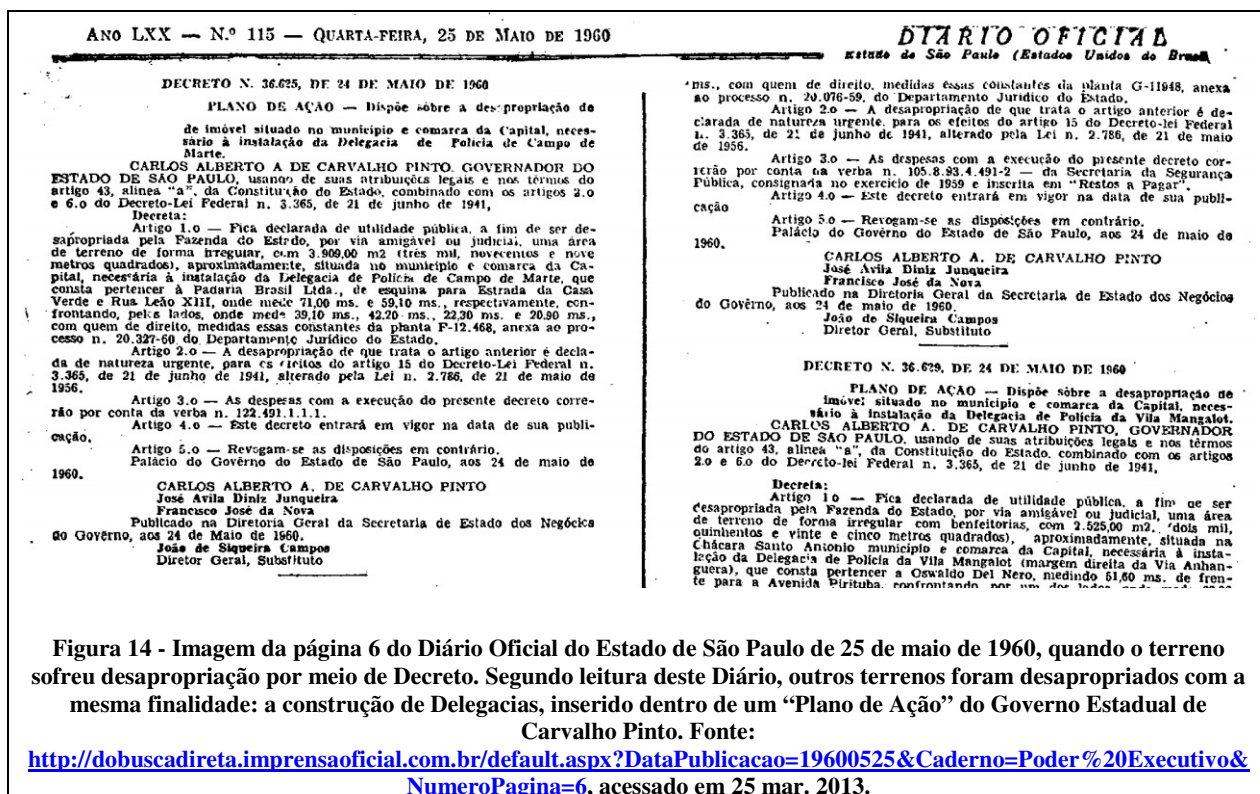 ANO LXX — N.º 115 — QUARTA-FEIRA, 25 DE MAIO DE 1960
DIÁRIO OFICIAL
Estado de São Paulo (Estados Unidos do Brasil)
DECRETO N. 36.625, DE 24 DE MAIO DE 1960
PLANO DE AÇÃO — Dispõe sôbre a desapropriação de
de imóvel situado no município e comarca da Capital, neces-
sário à instalação da Delegacia de Polícia de Campo de
Marte.
CARLOS ALBERTO A DE CARVALHO PINTO, GOVERNADOR DO
ESTADO DE SÃO PAULO, usando de suas atribuições legais e nos têrmos do
artigo 43, alínea "a", da Constituição do Estado, combinado com os artigos 2.o
e 6.o do Decreto-Lei Federal n. 3.365, de 21 de junho de 1941,
Decreta:
Artigo 1.o — Fica declarada de utilidade pública, a fim de ser de-
sapropriada pela Fazenda do Estado, por via amigável ou judicial, uma área
de terreno de forma irregular, com 3.909,00 m2 (três mil, novecentos e nove
metros quadrados), aproximadamente, situada no município e comarca da Ca-
pital, necessária à instalação da Delegacia de Polícia de Campo de Marte, que
consta pertencer à Padaria Brasil Ltda., de esquina para Estrada da Casa
Verde e Rua Leão XIII, onde mede 71,00 ms. e 59,10 ms., respectivamente, con-
frontando, pelos lados, onde mede 39,10 ms., 42,20 ms., 22,30 ms. e 20,90 ms.,
com quem de direito, medidas essas constantes da planta F-12.468, anexa ao pro-
cesso n. 20.327-60 do Departamento Jurídico do Estado.
Artigo 2.o — A desapropriação de que trata o artigo anterior é decla-
da de natureza urgente, para os efeitos do artigo 15 do Decreto-Lei Federal n.
3.365, de 21 de junho de 1941, alterado pela Lei n. 2.786, de 21 de maio de
1956.
Artigo 3.o — As despesas com a execução do presente decreto corre-
rão por conta da verba n. 122.491.1.1.1.
Artigo 4.o — Êste decreto entrará em vigor na data de sua publi-
cação.
Artigo 5.o — Revogam-se as disposições em contrário.
Palácio do Govêrno do Estado de São Paulo, aos 24 de maio de
1960.
CARLOS ALBERTO A. DE CARVALHO PINTO
José Avila Diniz Junqueira
Francisco José da Nova
Publicado na Diretoria Geral da Secretaria de Estado dos Negócios
do Govêrno, aos 24 de Maio de 1960.
João de Siqueira Campos
Diretor Geral, Substituto
ms., com quem de direito, medidas essas constantes da planta G-11948, anexa
ao processo n. 20.076-59, do Departamento Jurídico do Estado.
Artigo 2.o — A desapropriação de que trata o artigo anterior é de-
clarada de natureza urgente, para os efeitos do artigo 15 do Decreto-lei Federal
n. 3.365, de 21 de junho de 1941, alterado pela Lei n. 2.786, de 21 de maio
de 1956.
Artigo 3.o — As despesas com a execução do presente decreto cor-
rerão por conta da verba n. 105.8.93.4.491-2 — da Secretaria da Segurança
Pública, consignada no exercício de 1959 e inscrita em "Restos a Pagar".
Artigo 4.o — Este decreto entrará em vigor na data de sua publi-
cação
Artigo 5.o — Revogam-se as disposições em contrário.
Palácio do Govêrno do Estado de São Paulo, aos 24 de maio de
1960.
CARLOS ALBERTO A. DE CARVALHO PINTO
José Avila Diniz Junqueira
Francisco José da Nova
Publicado na Diretoria Geral da Secretaria de Estado dos Negócios
do Govêrno, aos 24 de maio de 1960.
João de Siqueira Campos
Diretor Geral, Substituto
DECRETO N. 36.629, DE 24 DE MAIO DE 1960
PLANO DE AÇÃO — Dispõe sôbre a desapropriação de
imóvel situado no município e comarca da Capital, neces-
sário à instalação da Delegacia de Polícia da Vila Mangalot.
CARLOS ALBERTO A. DE CARVALHO PINTO, GOVERNADOR
DO ESTADO DE SÃO PAULO, usando de suas atribuições legais e nos têrmos
do artigo 43, alínea "a", da Constituição do Estado, combinado com os artigos
2.o e 6.o do Decreto-lei Federal n. 3.365, de 21 de junho de 1941,
Decreta:
Artigo 1o — Fica declarada de utilidade pública, a fim de ser
desapropriada pela Fazenda do Estado, por via amigável ou judicial, uma área
de terreno de forma irregular com benfeitorias, com 2.525,00 m2. (dois mil,
quinhentos e vinte e cinco metros quadrados), aproximadamente, situada na
Chácara Santo Antonio município e comarca da Capital, necessária à insta-
lação da Delegacia de Polícia da Vila Mangalot (margem direita da Via Anhan-
guera), que consta pertencer a Oswaldo Del Nero, medindo 51,60 ms. de fren-
te para a Avenida Pirituba, confrontando, por um dos lados, onde mede
Figura 14 - Imagem da página 6 do Diário Oficial do Estado de São Paulo de 25 de maio de 1960, quando o terreno
sofreu desapropriação por meio de Decreto. Segundo leitura deste Diário, outros terrenos foram desapropriados com a
mesma finalidade: a construção de Delegacias, inserido dentro de um “Plano de Ação” do Governo Estadual de
Carvalho Pinto. Fonte:
http://dobuscadireta.imprensaoficial.com.br/default.aspx?DataPublicacao=19600525&Caderno=Poder%20Executivo&
NumeroPagina=6, acessado em 25 mar. 2013.